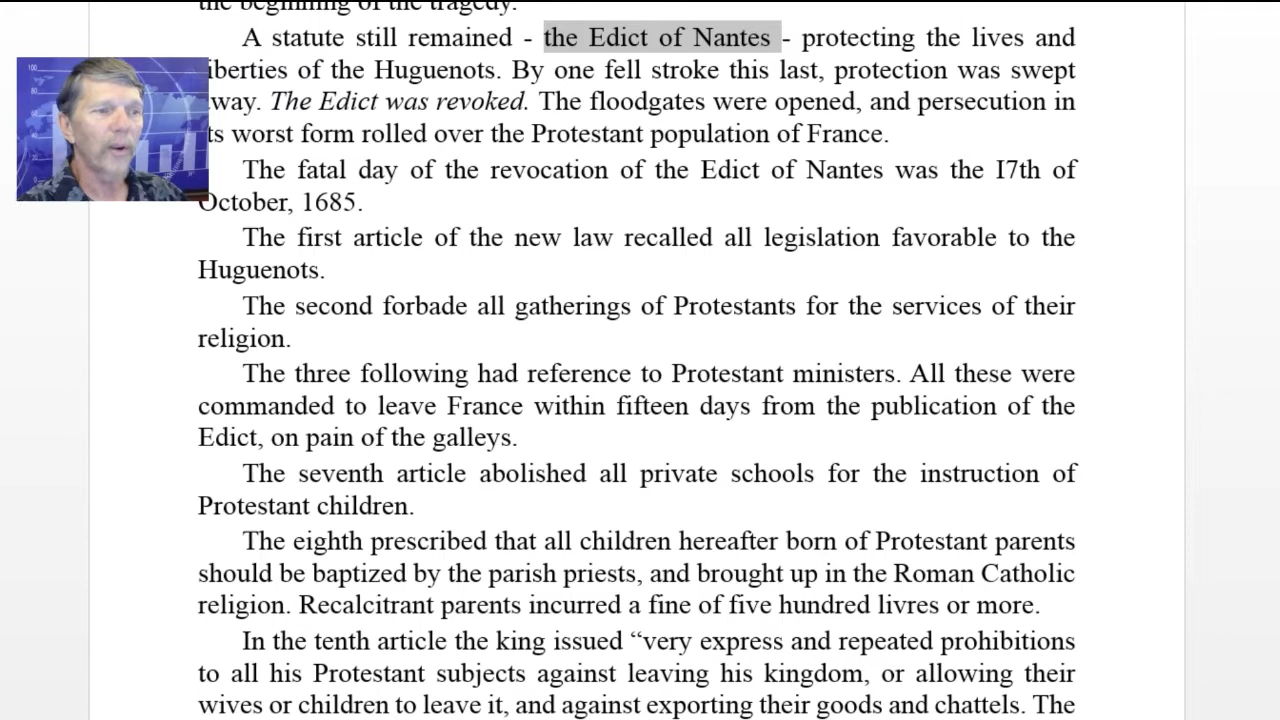 the beginning of the tragedy.
A statute still remained - the Edict of Nantes - protecting the lives and
iberties of the Huguenots. By one fell stroke this last, protection was swept
way. The Edict was revoked. The floodgates were opened, and persecution in
ts worst form rolled over the Protestant population of France.
The fatal day of the revocation of the Edict of Nantes was the I7th of
October, 1685.
The first article of the new law recalled all legislation favorable to the
Huguenots.
The second forbade all gatherings of Protestants for the services of their
religion.
The three following had reference to Protestant ministers. All these were
commanded to leave France within fifteen days from the publication of the
Edict, on pain of the galleys.
The seventh article abolished all private schools for the instruction of
Protestant children.
The eighth prescribed that all children hereafter born of Protestant parents
should be baptized by the parish priests, and brought up in the Roman Catholic
religion. Recalcitrant parents incurred a fine of five hundred livres or more.
In the tenth article the king issued “very express and repeated prohibitions
to all his Protestant subjects against leaving his kingdom, or allowing their
wives or children to leave it, and against exporting their goods and chattels. The